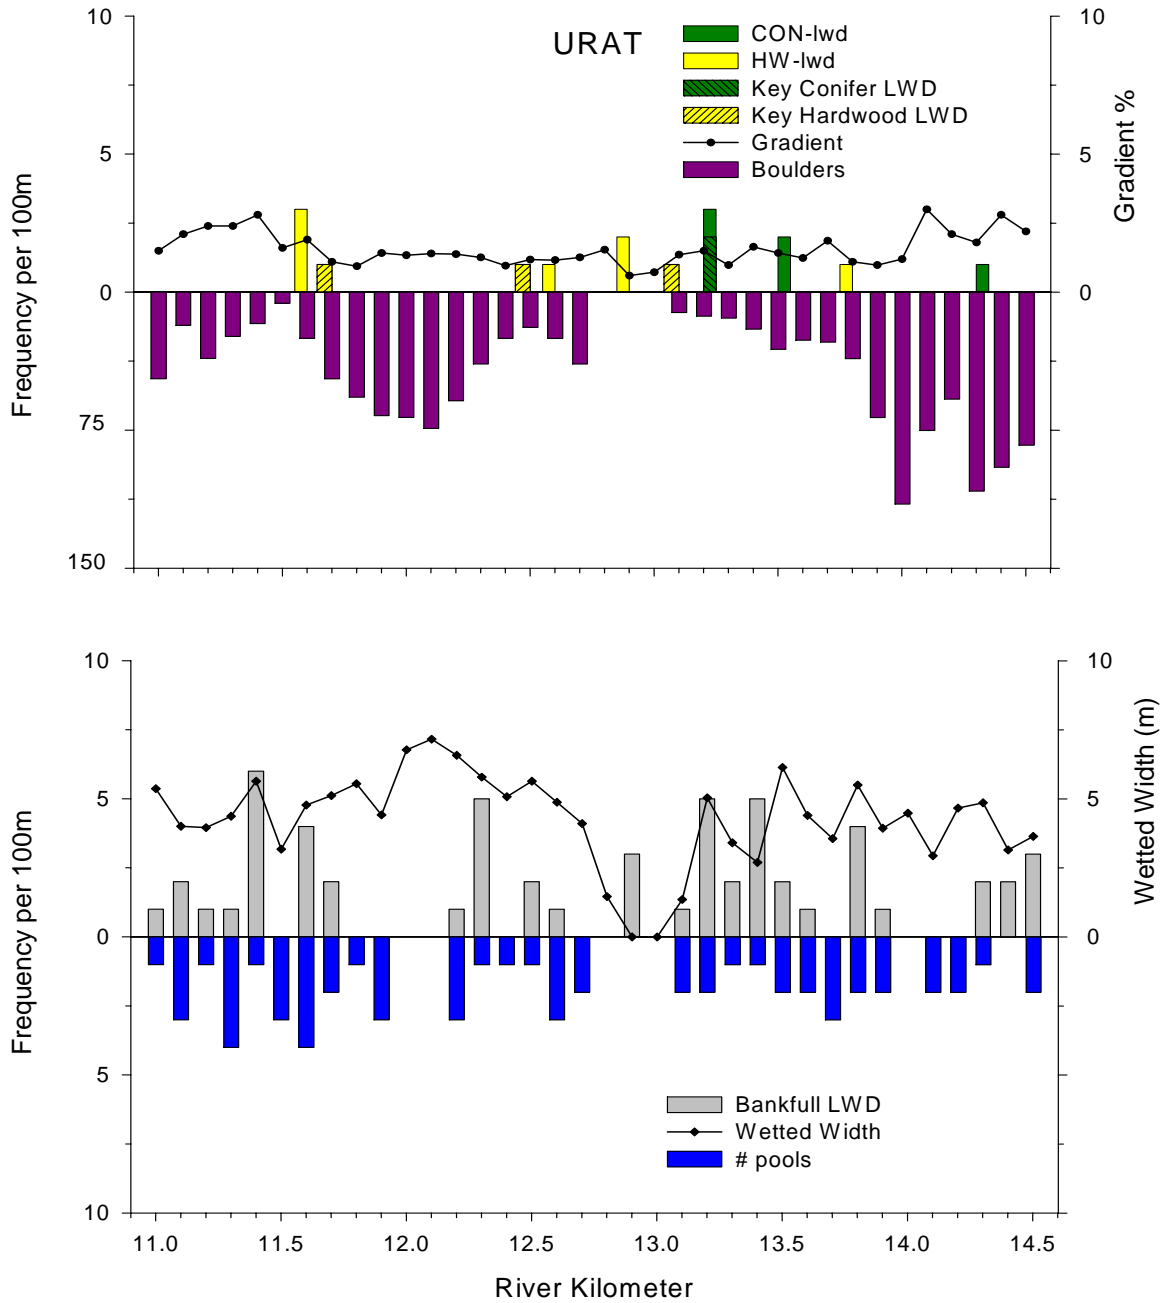 URAT
CON-lwd
HW-lwd
Key Conifer LWD
Key Hardwood LWD
Gradient
Boulders
10
5
0
75
150
Frequency per 100m
10
5
0
Gradient %
10
5
0
5
10
Frequency per 100m
10
5
0
Wetted Width (m)
Bankfull LWD
Wetted Width
# pools
11.0 11.5 12.0 12.5 13.0 13.5 14.0 14.5
River Kilometer